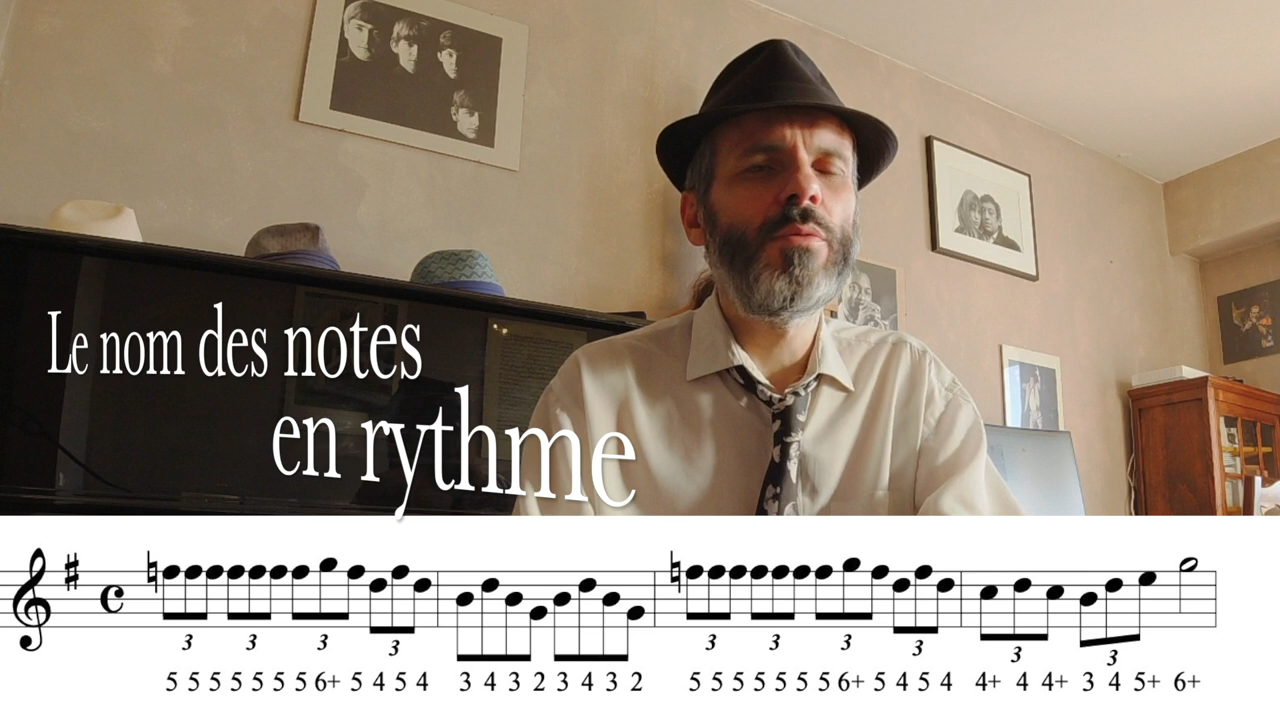 Le nom des notes
en rythme
3 3 3 3 3 3 3 3 3 3
5 5 5 5 5 5 5 6+ 5 4 5 4 3 4 3 2 3 4 3 2 5 5 5 5 5 5 5 6+ 5 4 5 4 4+ 4 4+ 3 4 5+ 6+